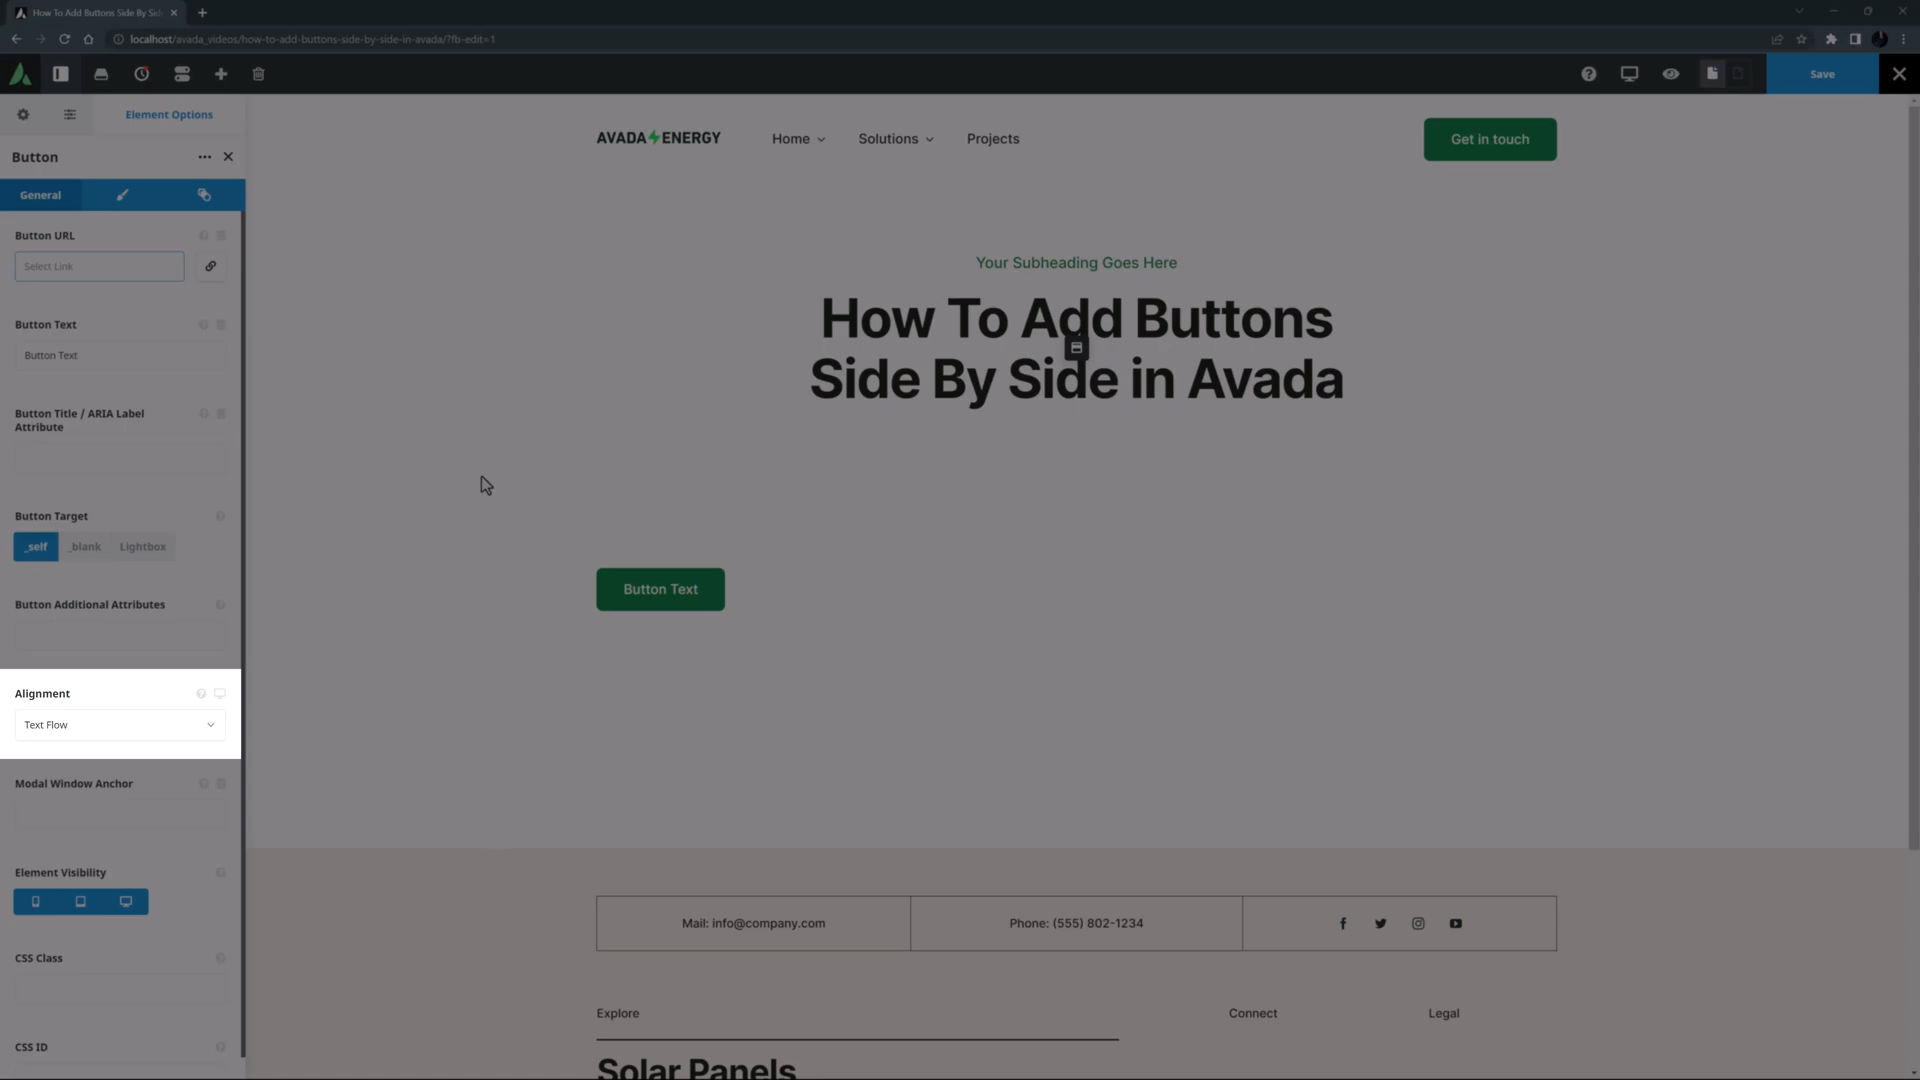 How To Add Buttons Side By Sid
localhost/avada_videos/how-to-add-buttons-side-by-side-in-avada/?fb-edit=1
Save
Element Options
Button
General
Button URL
Select Link
Button Text
Button Text
Button Title / ARIA Label
Attribute
Button Target
_self _blank Lightbox
Button Additional Attributes
Alignment
Text Flow
Modal Window Anchor
Element Visibility
CSS Class
CSS ID
AVADA ENERGY
Home Solutions Projects
Get in touch
Your Subheading Goes Here
How To Add Buttons
Side By Side in Avada
Button Text
Mail: info@company.com
Phone: (555) 802-1234
Explore
Connect
Legal
Solar Panels